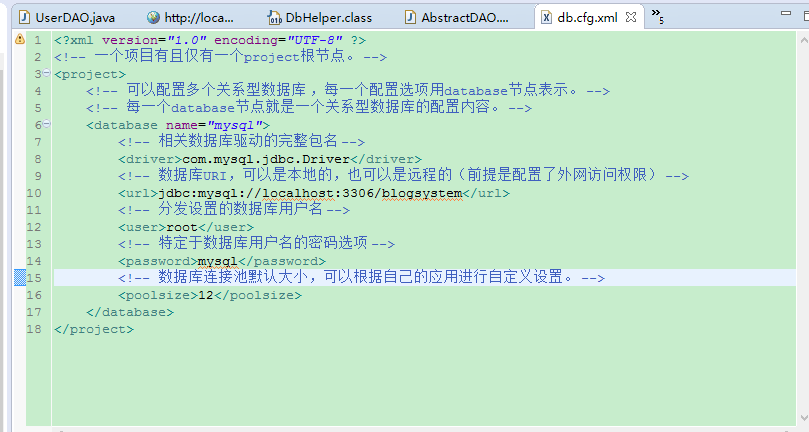 UserDAO.java http://loca... DbHelper.class AbstractDAO.... db.cfg.xml »5
1 <?xml version="1.0" encoding="UTF-8" ?>
2 <!-- 一个项目有且仅有一个project根节点。 -->
3 <project>
4 <!-- 可以配置多个关系型数据库 ，每一个配置选项用database节点表示。 -->
5 <!-- 每一个database节点就是一个关系型数据库的配置内容。 -->
6 <database name="mysql">
7 <!-- 相关数据库驱动的完整包名 -->
8 <driver>com.mysql.jdbc.Driver</driver>
9 <!-- 数据库URI，可以是本地的，也可以是远程的（前提是配置了外网访问权限） -->
10 <url>jdbc:mysql://localhost:3306/blogsystem</url>
11 <!-- 分发设置的数据库用户名 -->
12 <user>root</user>
13 <!-- 特定于数据库用户名的密码选项 -->
14 <password>mysql</password>
15 <!-- 数据库连接池默认大小，可以根据自己的应用进行自定义设置。 -->
16 <poolsize>12</poolsize>
17 </database>
18 </project>